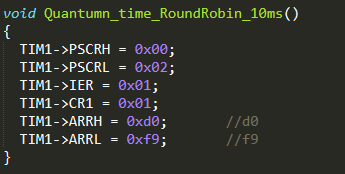 void Quantumn_time_RoundRobin_10ms()
{
TIM1->PSCRH = 0x00;
TIM1->PSCRL = 0x02;
TIM1->IER = 0x01;
TIM1->CR1 = 0x01;
TIM1->ARRH = 0xd0; //d0
TIM1->ARRL = 0xf9; //f9
}